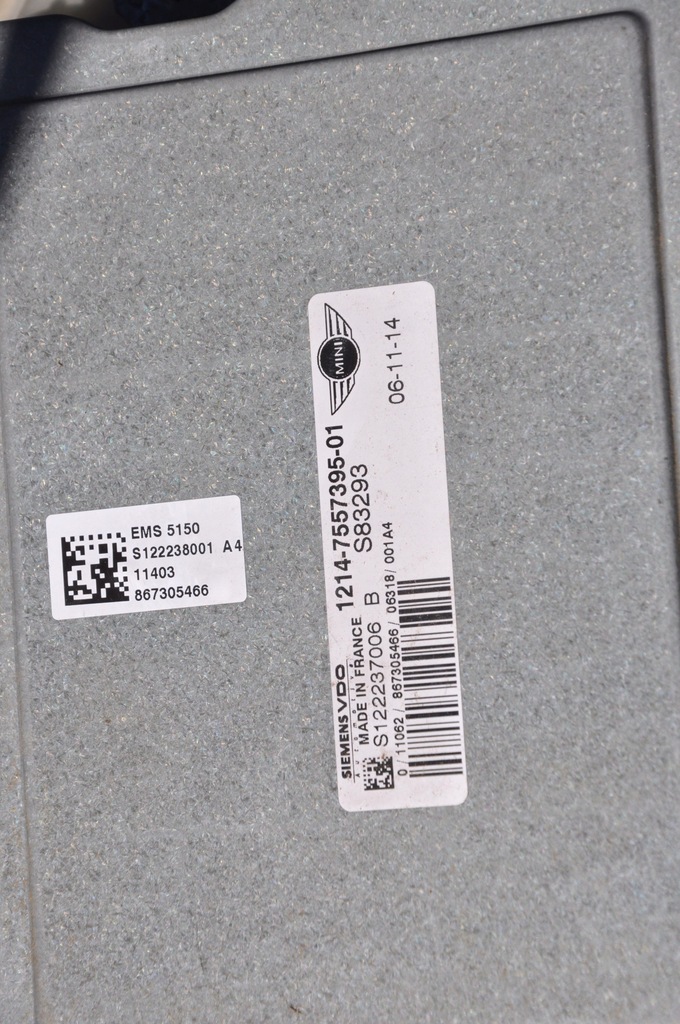 EMS 5150
S122238001 A4
11403
867305466
MINI
06-11-14
SIEMENS VDO
Automotive
1214-7557395-01
MADE IN FRANCE
S83293
S122237006 B
0/11062/ 867305466/ 06318/ 001A4